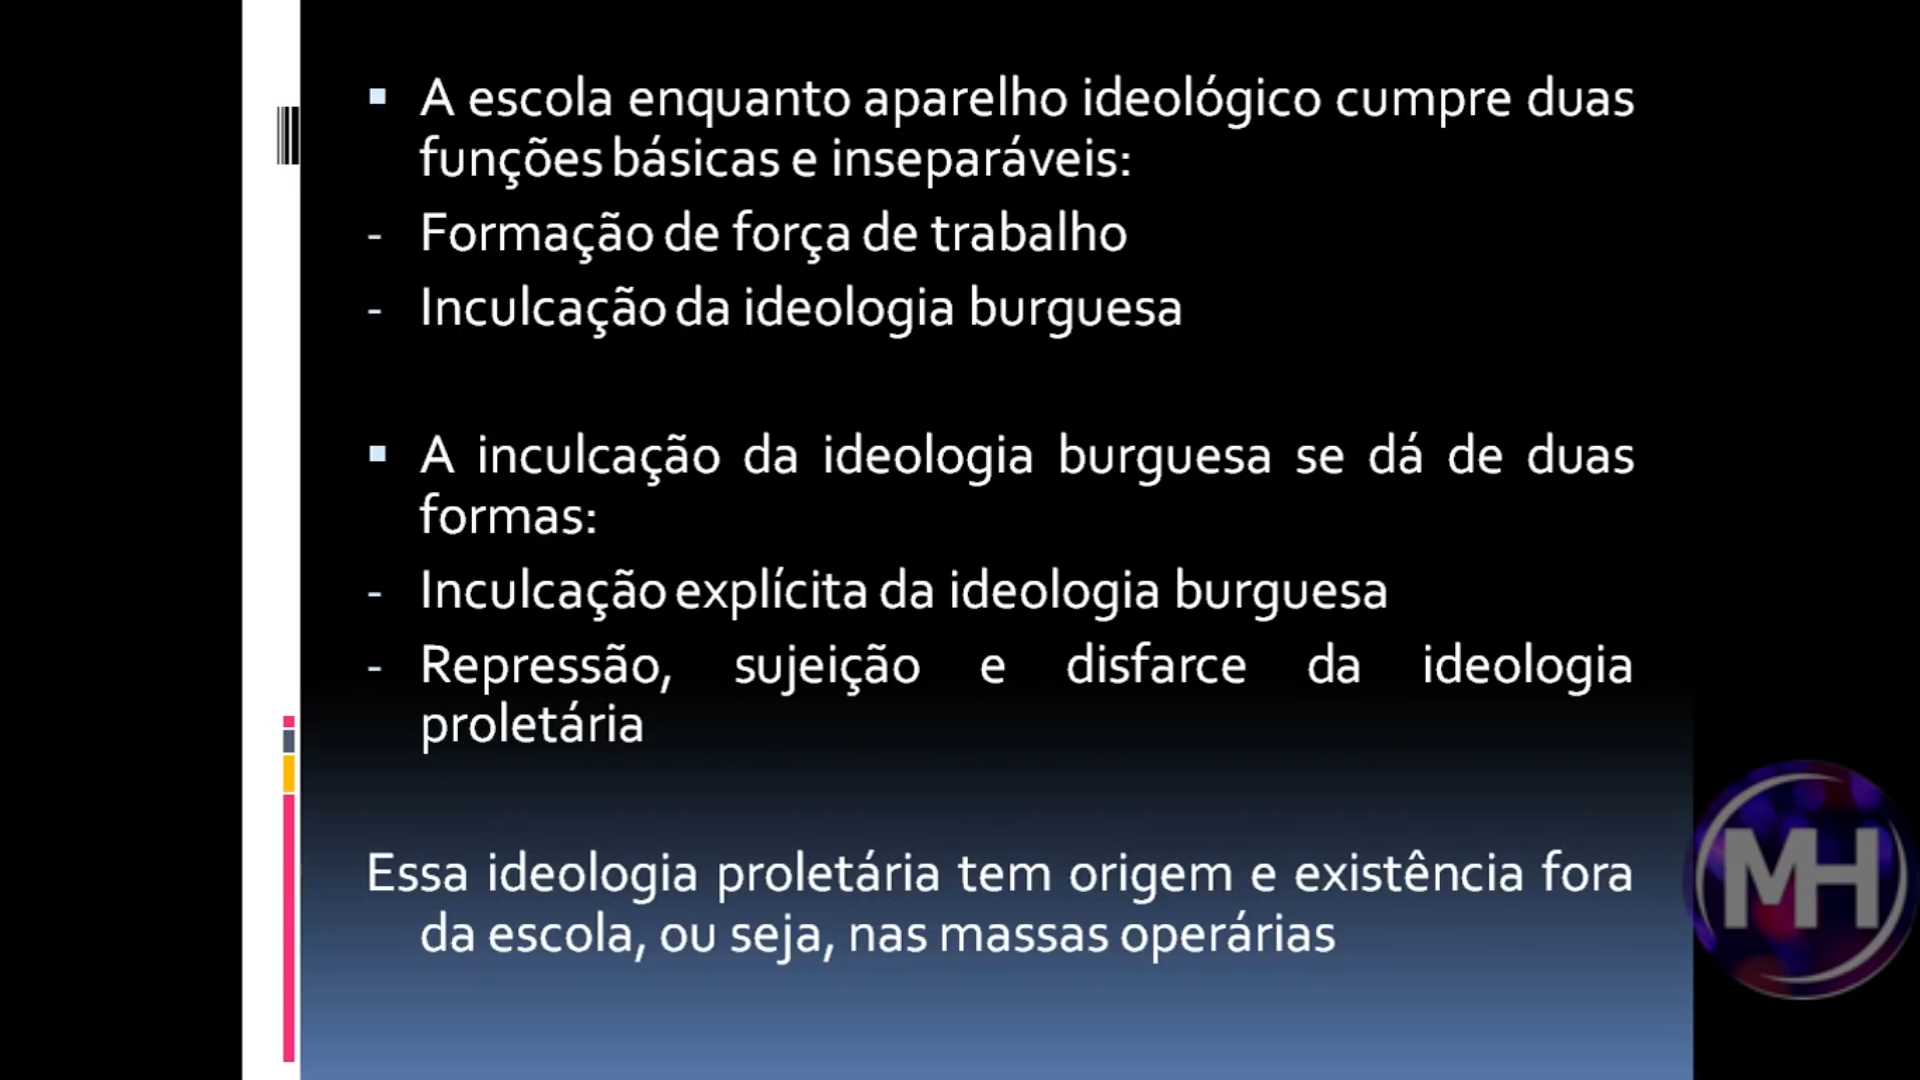 ▪ A escola enquanto aparelho ideológico cumpre duas
funções básicas e inseparáveis:
- Formação de força de trabalho
- Inculcação da ideologia burguesa
▪ A inculcação da ideologia burguesa se dá de duas
formas:
- Inculcação explícita da ideologia burguesa
- Repressão, sujeição e disfarce da ideologia
proletária
Essa ideologia proletária tem origem e existência fora
da escola, ou seja, nas massas operárias
MH